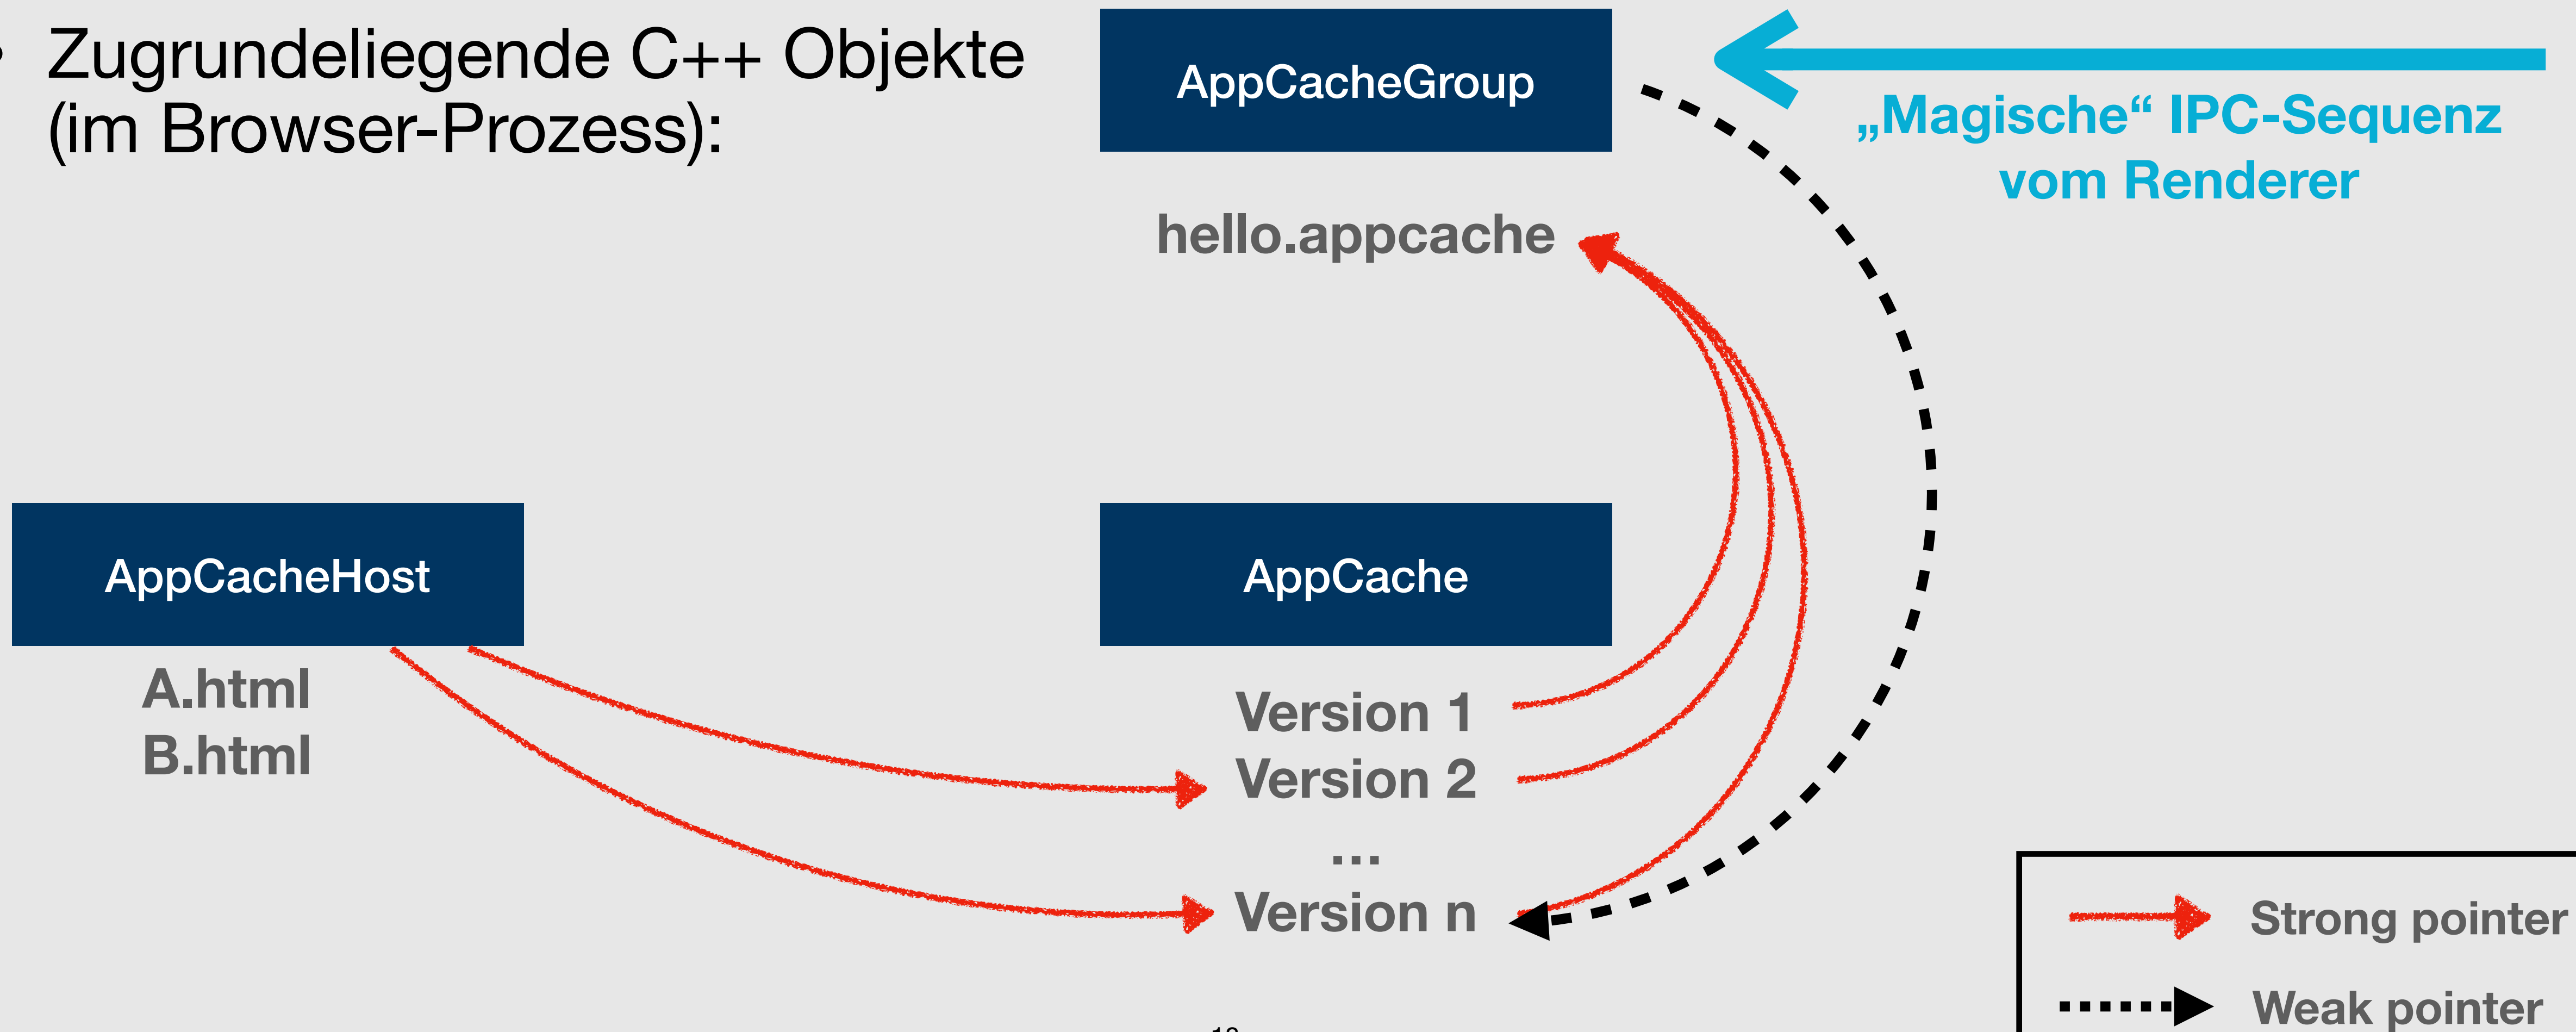 • Zugrundeliegende C++ Objekte
(im Browser-Prozess):
AppCacheGroup
„Magische“ IPC-Sequenz
vom Renderer
hello.appcache
AppCacheHost
AppCache
A.html
B.html
Version 1
Version 2
...
Version n
Strong pointer
Weak pointer